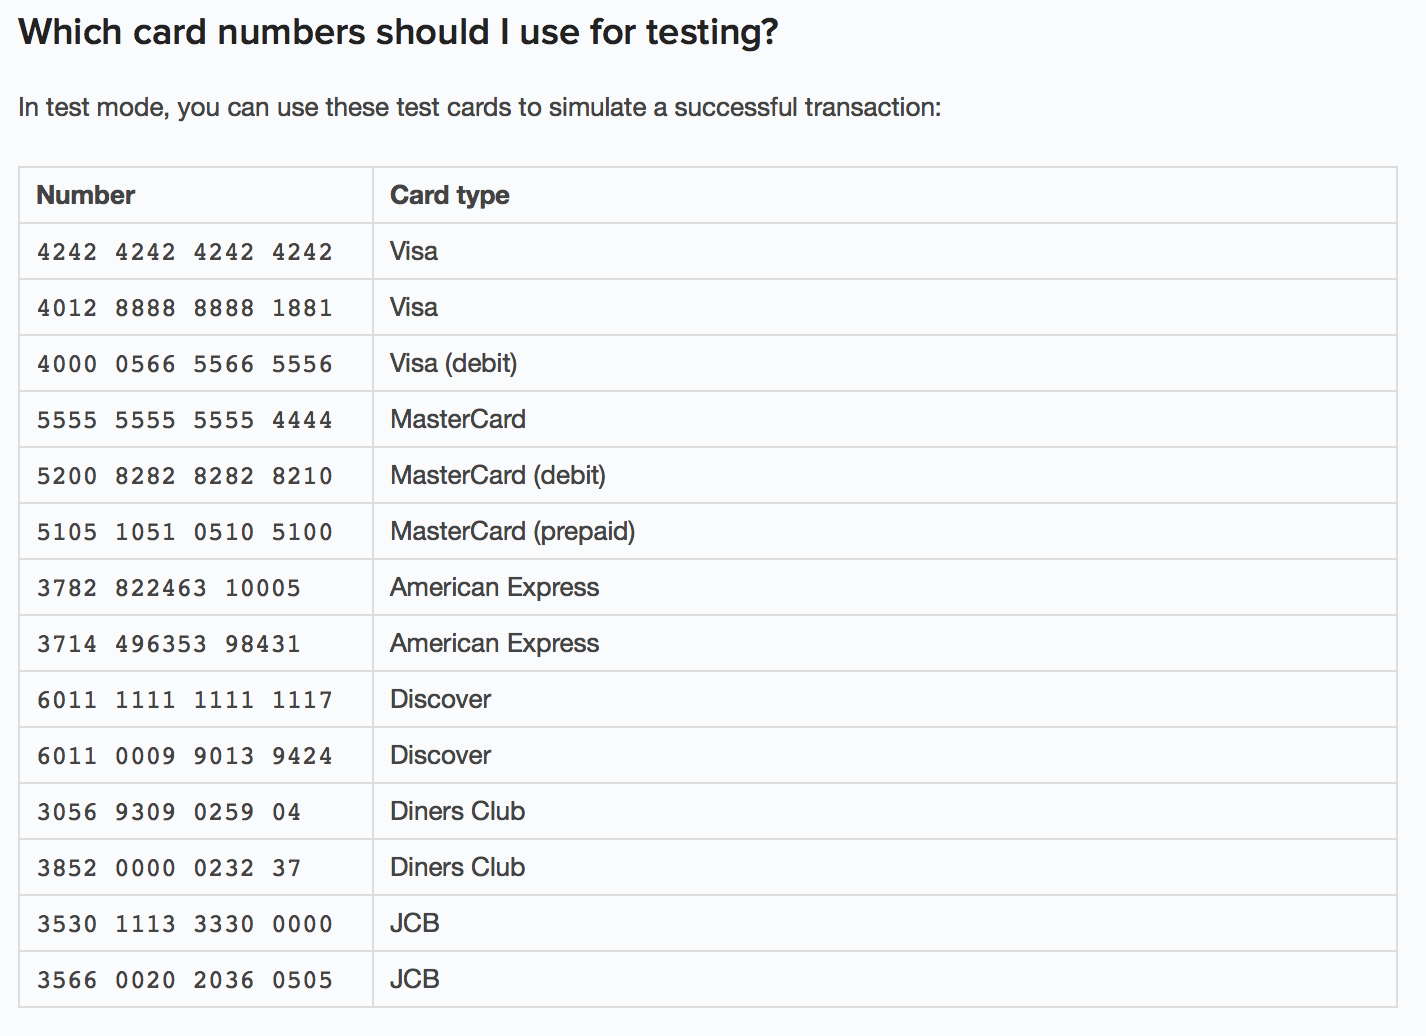 Which card numbers should I use for testing?
In test mode, you can use these test cards to simulate a successful transaction:
Number Card type
4242 4242 4242 4242 Visa
4012 8888 8888 1881 Visa
4000 0566 5566 5556 Visa (debit)
5555 5555 5555 4444 MasterCard
5200 8282 8282 8210 MasterCard (debit)
5105 1051 0510 5100 MasterCard (prepaid)
3782 822463 10005 American Express
3714 496353 98431 American Express
6011 1111 1111 1117 Discover
6011 0009 9013 9424 Discover
3056 9309 0259 04 Diners Club
3852 0000 0232 37 Diners Club
3530 1113 3330 0000 JCB
3566 0020 2036 0505 JCB